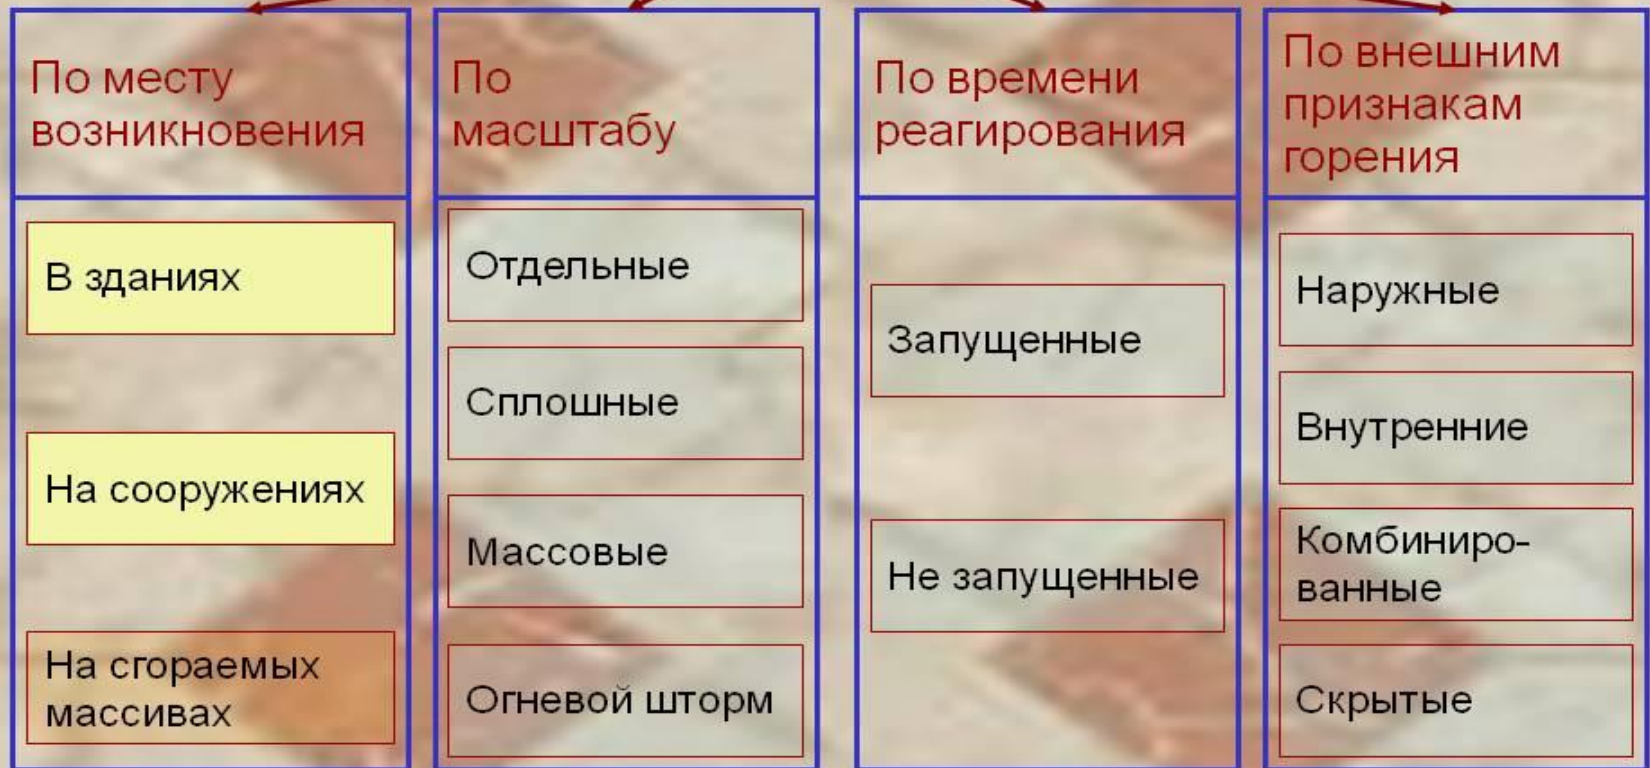 По месту
возникновения
В зданиях
На сооружениях
На сгораемых
массивах
По
масштабу
Отдельные
Сплошные
Массовые
Огневой шторм
По времени
реагирования
Запущенные
Не запущенные
По внешним
признакам
горения
Наружные
Внутренние
Комбиниро-
ванные
Скрытые